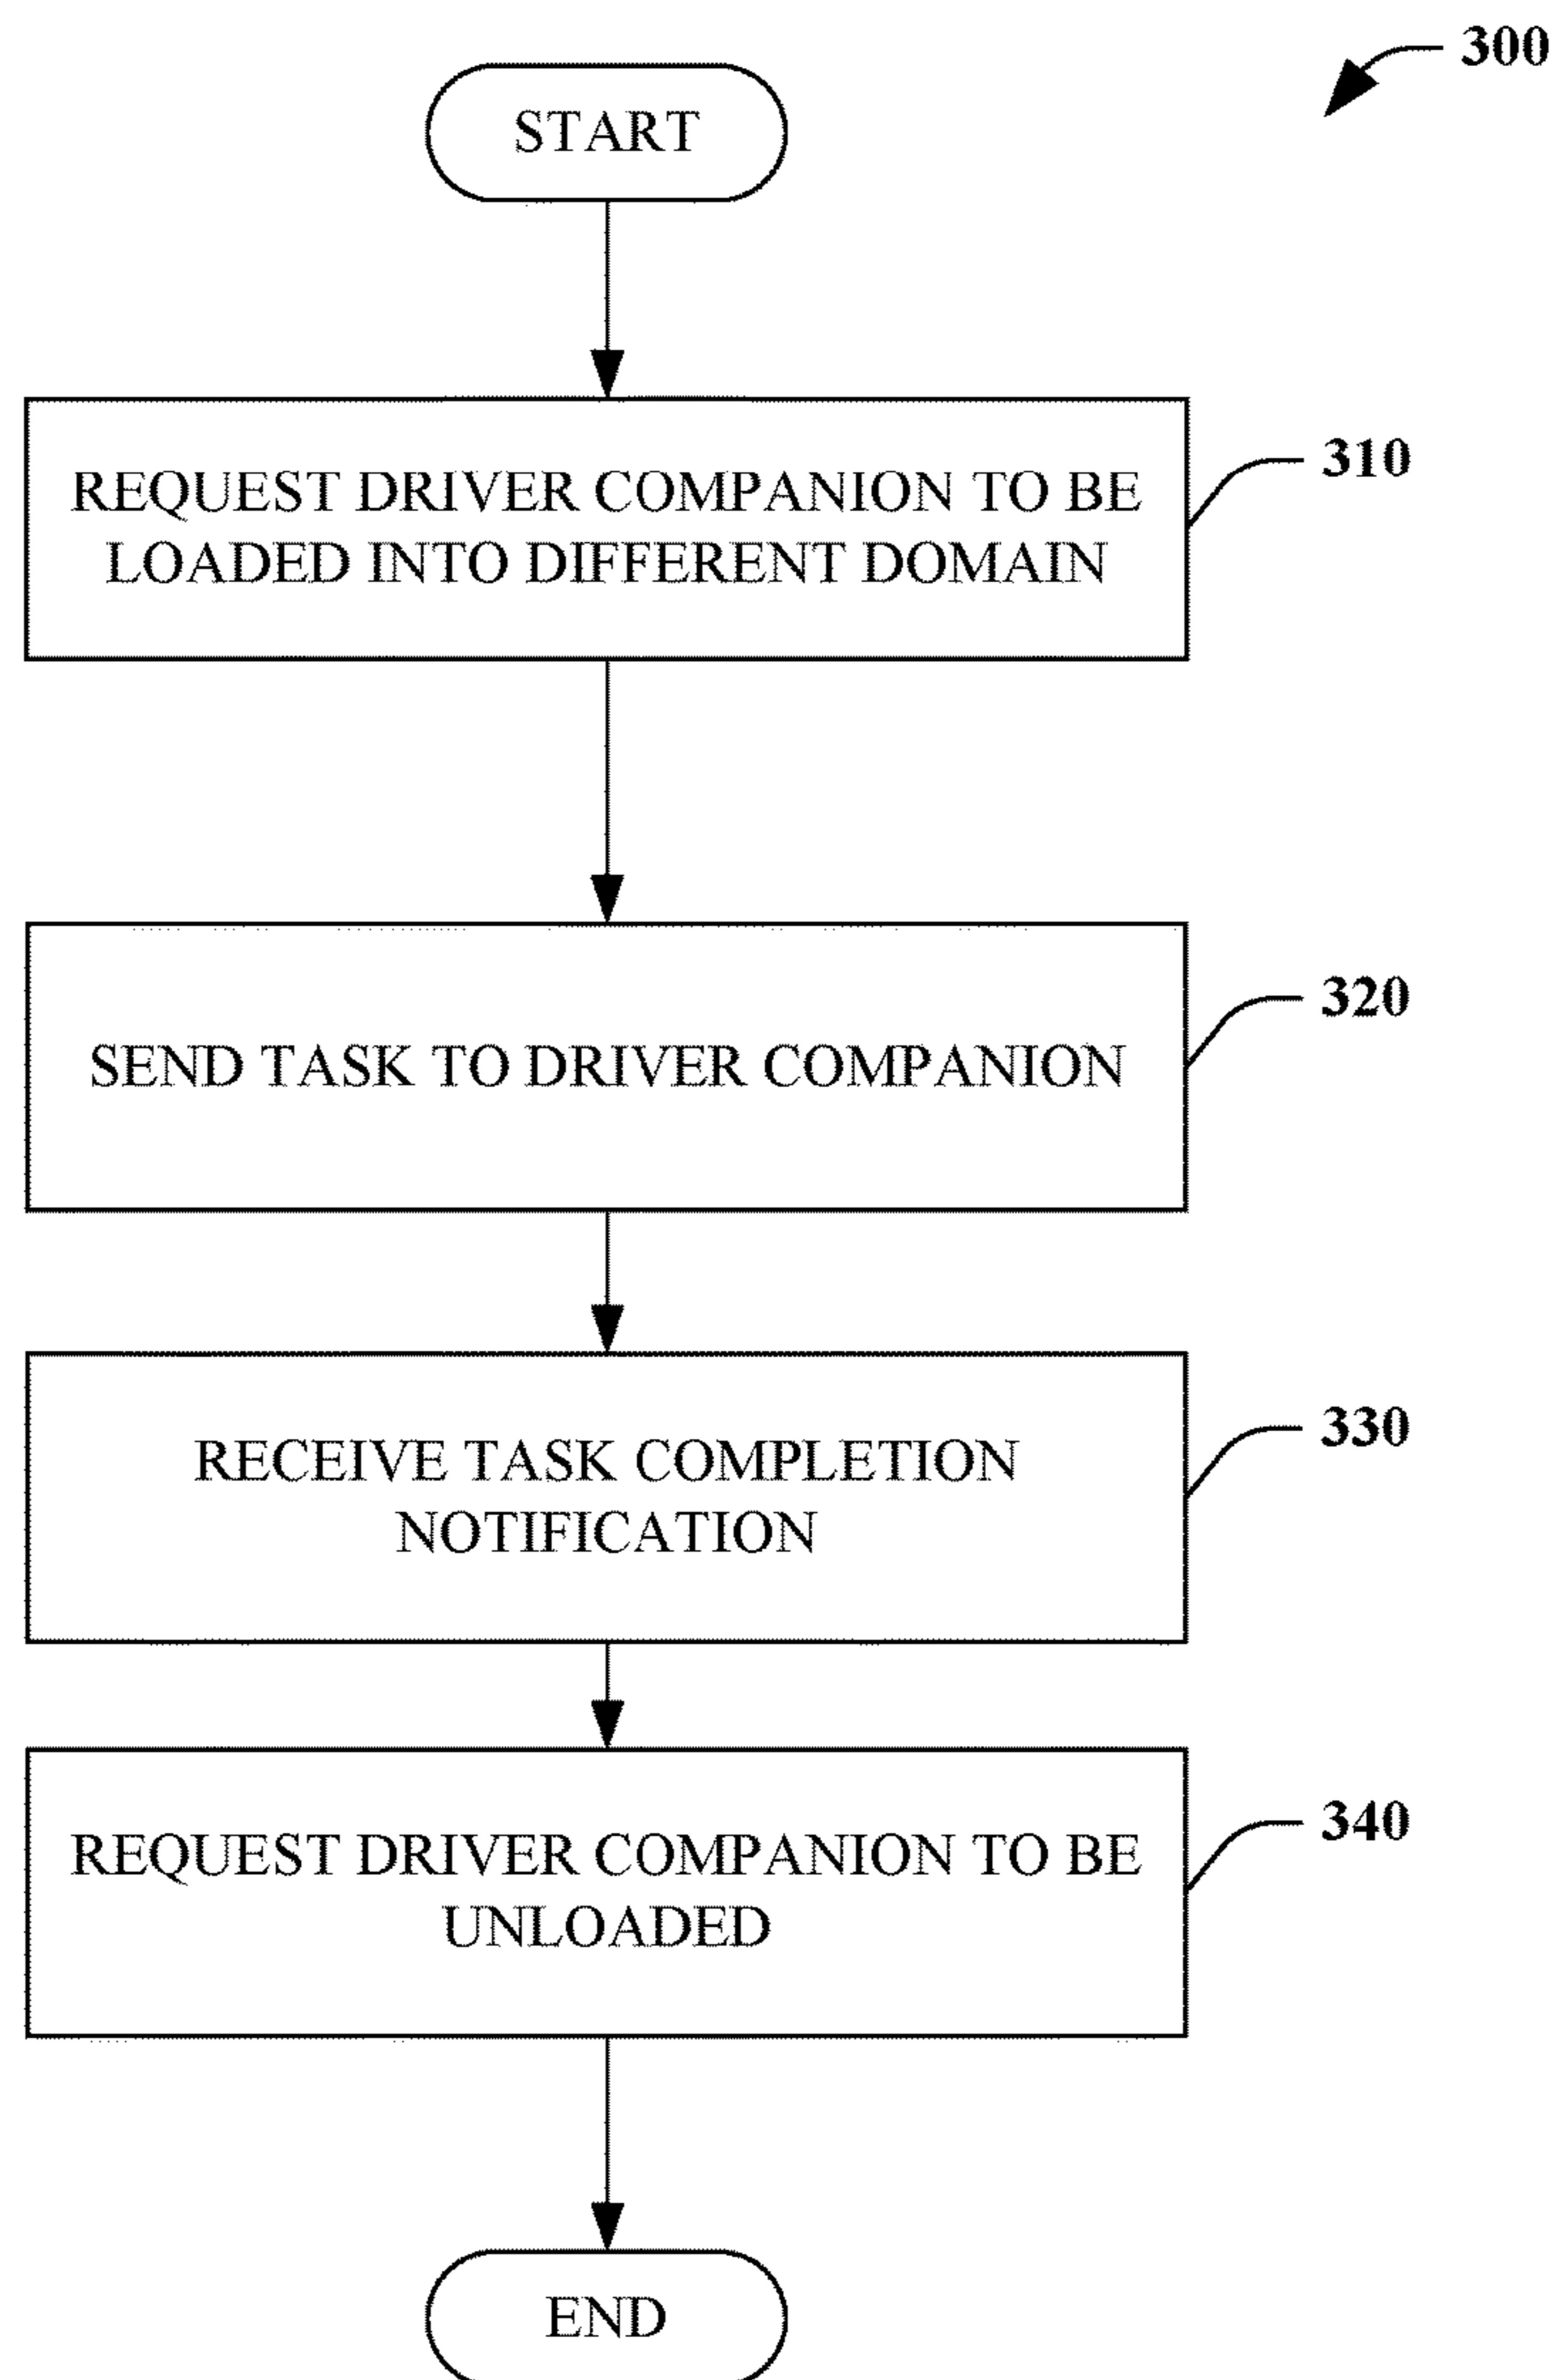 300
START
REQUEST DRIVER COMPANION TO BE
LOADED INTO DIFFERENT DOMAIN
310
SEND TASK TO DRIVER COMPANION
320
RECEIVE TASK COMPLETION
NOTIFICATION
330
REQUEST DRIVER COMPANION TO BE
UNLOADED
340
END